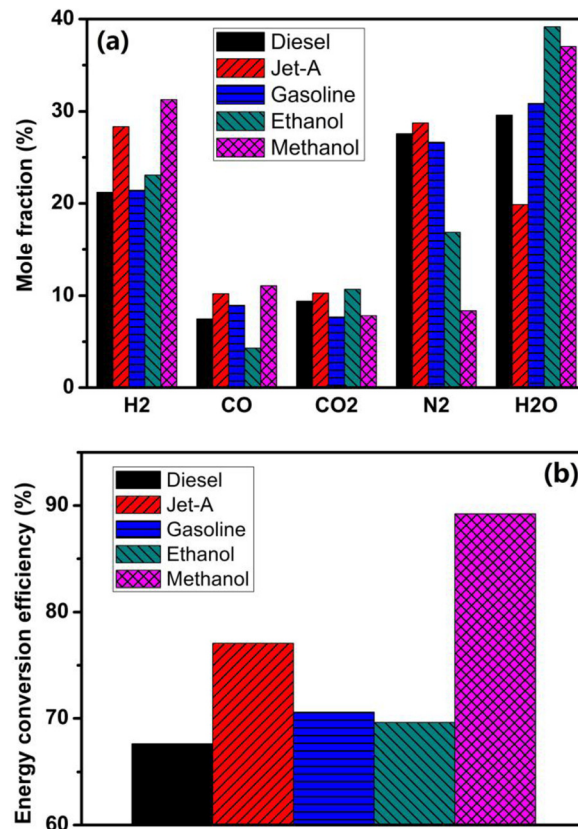 (a)
Diesel
Jet-A
Gasoline
Ethanol
Methanol
Mole fraction (%)
40
30
20
10
0
H2 CO CO2 N2 H2O
(b)
Diesel
Jet-A
Gasoline
Ethanol
Methanol
Energy conversion efficiency (%)
90
80
70
60